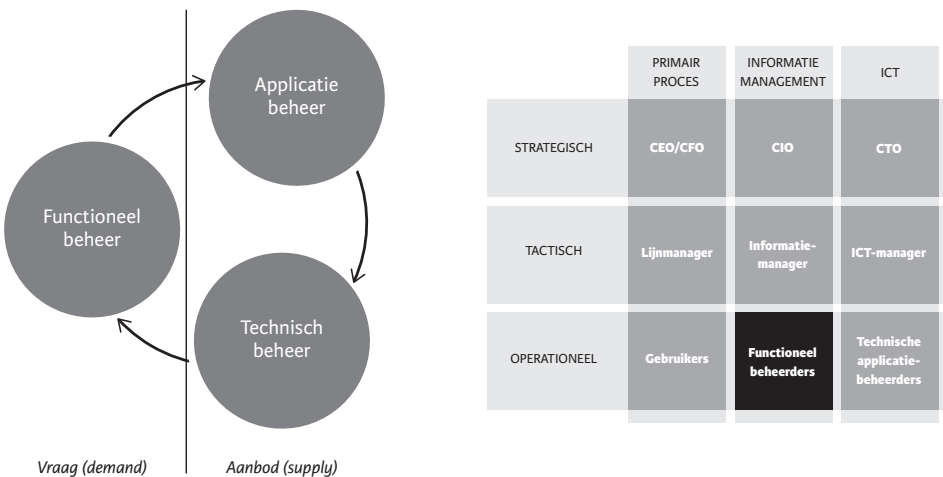 Applicatie
beheer
Functioneel
beheer
Technisch
beheer
Vraag (demand)
Aanbod (supply)
PRIMAIR
PROCES
INFORMATIE
MANAGEMENT
ICT
STRATEGISCH
CEO/CFO
CIO
CTO
TACTISCH
Lijnmanager
Informatie-
manager
ICT-manager
OPERATIONEEL
Gebruikers
Functioneel
beheerders
Technische
applicatie-
beheerders